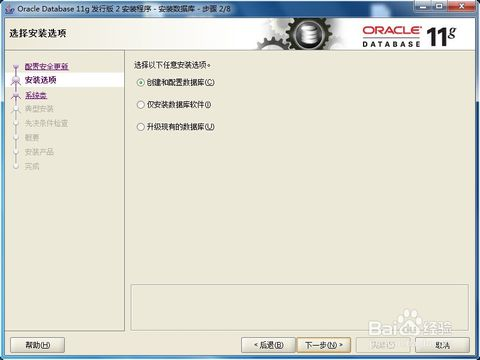 Oracle Database 11g 发行版 2 安装程序 - 安装数据库 - 步骤 2/8
选择安装选项
ORACLE
DATABASE
11g
配置安全更新
安装选项
系统类
典型安装
先决条件检查
概要
安装产品
完成
选择以下任意安装选项。
创建和配置数据库(C)
仅安装数据库软件(I)
升级现有的数据库(U)
帮助(H)
< 后退(B)
下一步(N) >
取消
Baidu经验